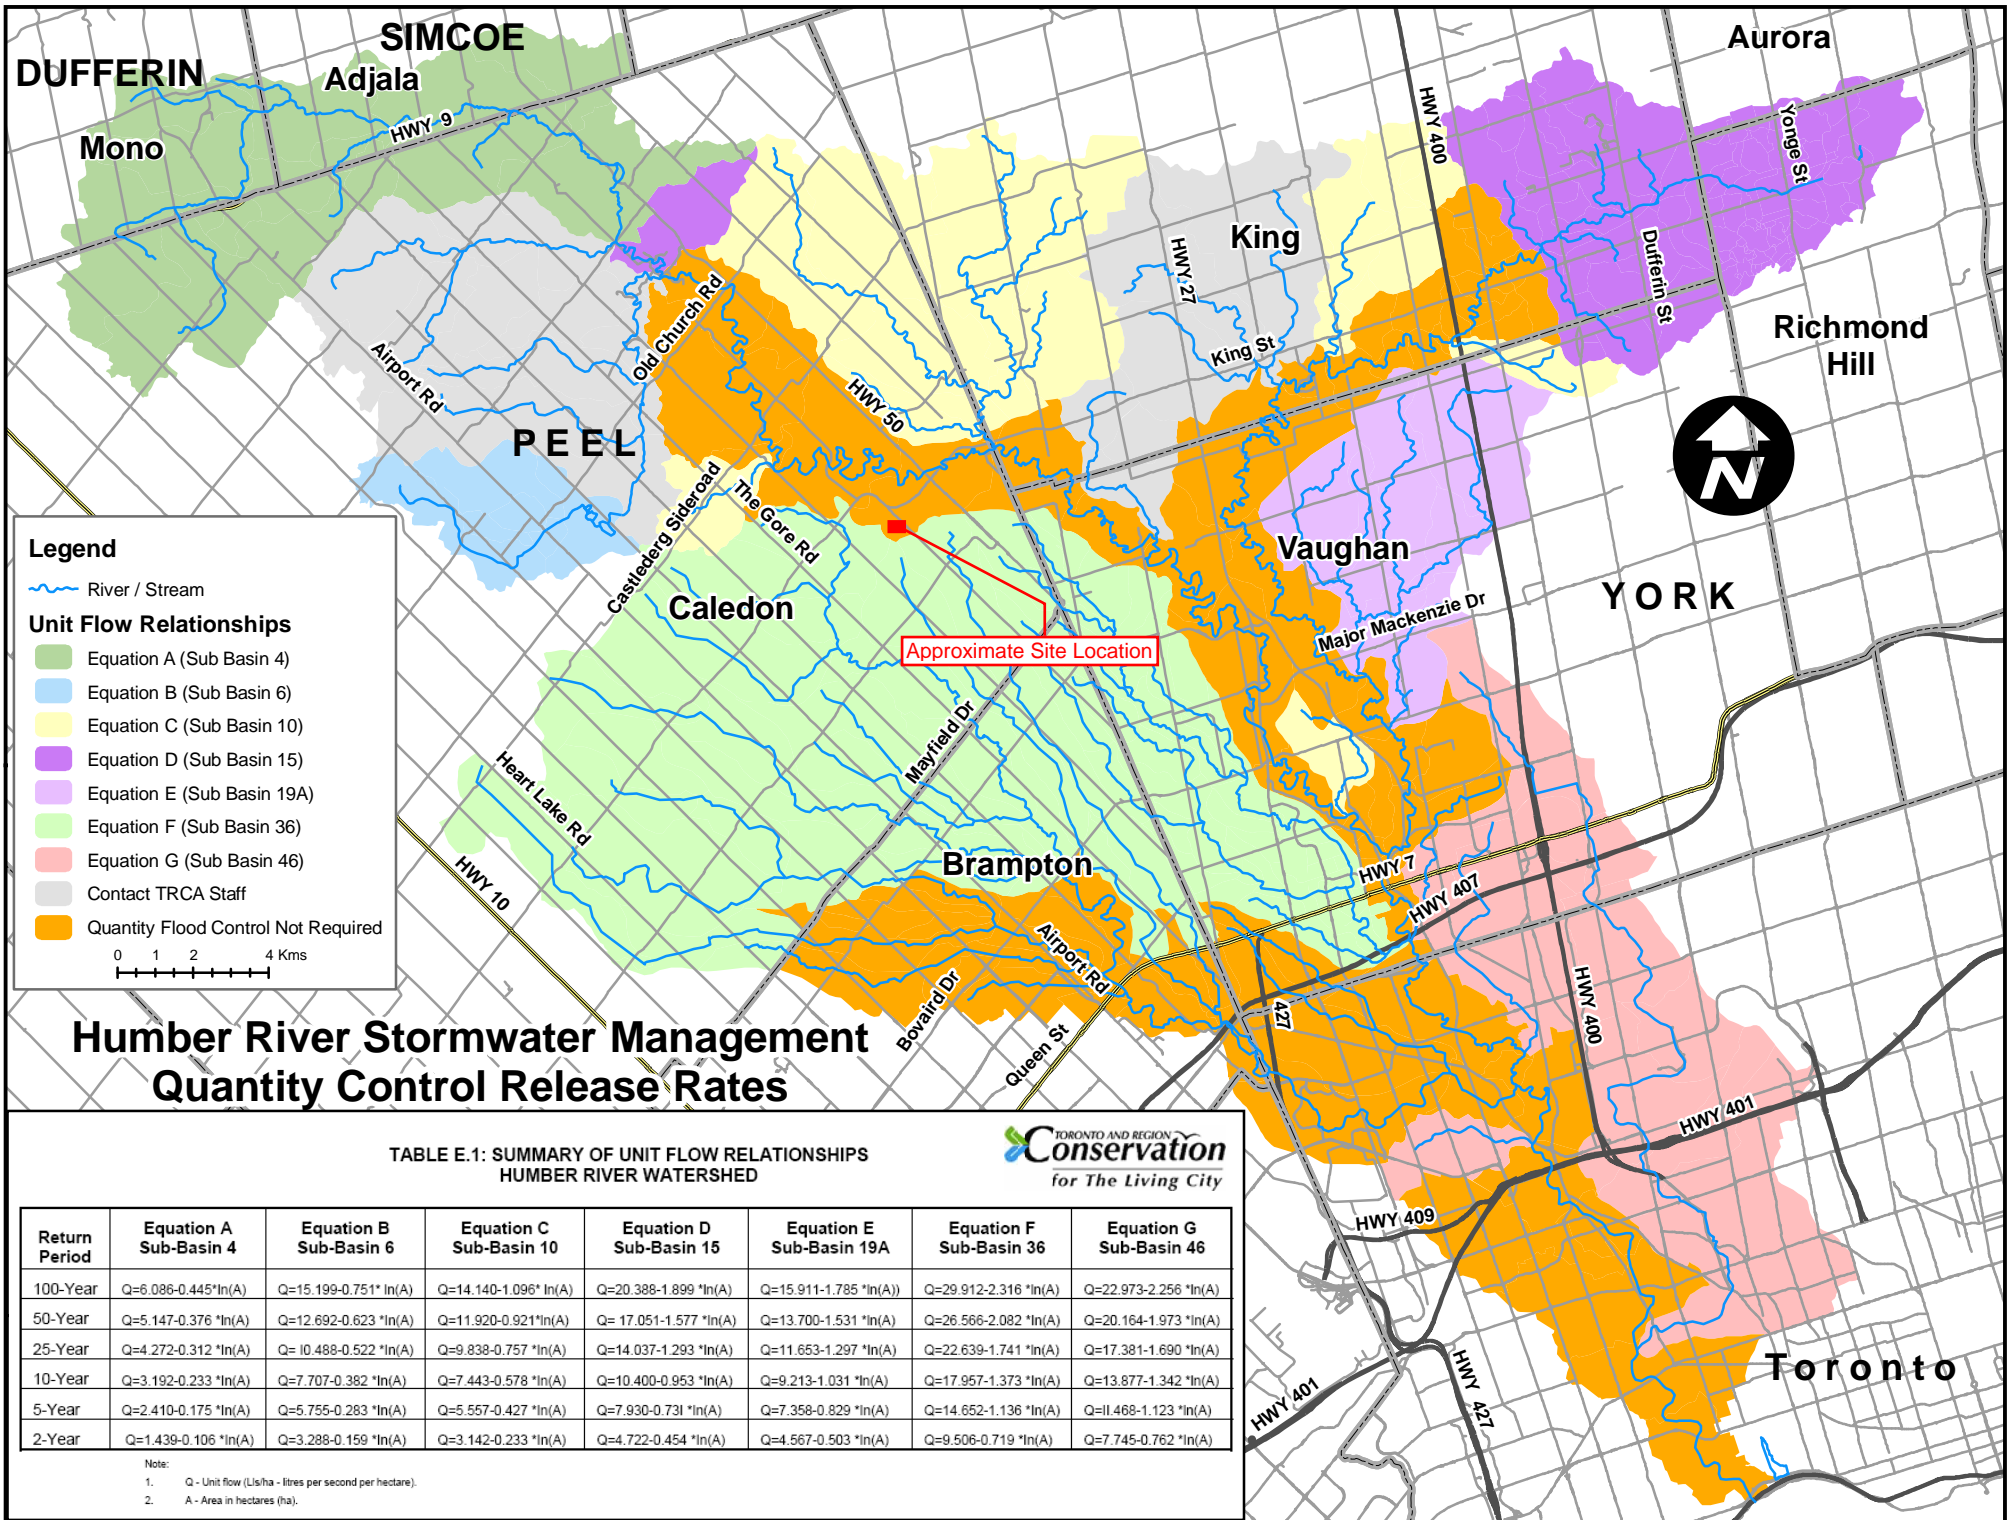 DUFFERIN
SIMCOE
Adjala
Mono
HWY 9
Aurora
HWY 400
Yonge St
King
HWY 27
Dufferin St
Richmond
Hill
Old Church Rd
King St
Airport Rd
HWY 50
PEEL
N
Castlederg Sideroad
The Gore Rd
Vaughan
YORK
Caledon
Major Mackenzie Dr
Approximate Site Location
Mayfield Dr
Heart Lake Rd
Brampton
HWY 7
HWY 407
HWY 10
Airport Rd
Bovaird Dr
Queen St
427
HWY 400
HWY 401
HWY 409
HWY 401
HWY 427
Toronto
Legend
River / Stream
Unit Flow Relationships
Equation A (Sub Basin 4)
Equation B (Sub Basin 6)
Equation C (Sub Basin 10)
Equation D (Sub Basin 15)
Equation E (Sub Basin 19A)
Equation F (Sub Basin 36)
Equation G (Sub Basin 46)
Contact TRCA Staff
Quantity Flood Control Not Required
0 1 2 4 Kms
Humber River Stormwater Management
Quantity Control Release Rates
TABLE E.1: SUMMARY OF UNIT FLOW RELATIONSHIPS
HUMBER RIVER WATERSHED
TORONTO AND REGION
Conservation
for The Living City
Return Period Equation A Sub-Basin 4 Equation B Sub-Basin 6 Equation C Sub-Basin 10 Equation D Sub-Basin 15 Equation E Sub-Basin 19A Equation F Sub-Basin 36 Equation G Sub-Basin 46
100-Year Q=6.086-0.445*ln(A) Q=15.199-0.751* ln(A) Q=14.140-1.096* ln(A) Q=20.388-1.899 *ln(A) Q=15.911-1.785 *ln(A)) Q=29.912-2.316 *ln(A) Q=22.973-2.256 *ln(A)
50-Year Q=5.147-0.376 *ln(A) Q=12.692-0.623 *ln(A) Q=11.920-0.921*ln(A) Q= 17.051-1.577 *ln(A) Q=13.700-1.531 *ln(A) Q=26.566-2.082 *ln(A) Q=20.164-1.973 *ln(A)
25-Year Q=4.272-0.312 *ln(A) Q= l0.488-0.522 *ln(A) Q=9.838-0.757 *ln(A) Q=14.037-1.293 *ln(A) Q=11.653-1.297 *ln(A) Q=22.639-1.741 *ln(A) Q=17.381-1.690 *ln(A)
10-Year Q=3.192-0.233 *ln(A) Q=7.707-0.382 *ln(A) Q=7.443-0.578 *ln(A) Q=10.400-0.953 *ln(A) Q=9.213-1.031 *ln(A) Q=17.957-1.373 *ln(A) Q=13.877-1.342 *ln(A)
5-Year Q=2.410-0.175 *ln(A) Q=5.755-0.283 *ln(A) Q=5.557-0.427 *ln(A) Q=7.930-0.73l *ln(A) Q=7.358-0.829 *ln(A) Q=14.652-1.136 *ln(A) Q=ll.468-1.123 *ln(A)
2-Year Q=1.439-0.106 *ln(A) Q=3.288-0.159 *ln(A) Q=3.142-0.233 *ln(A) Q=4.722-0.454 *ln(A) Q=4.567-0.503 *ln(A) Q=9.506-0.719 *ln(A) Q=7.745-0.762 *ln(A)
Note:
1. Q - Unit flow (L/s/ha - litres per second per hectare).
2. A - Area in hectares (ha).